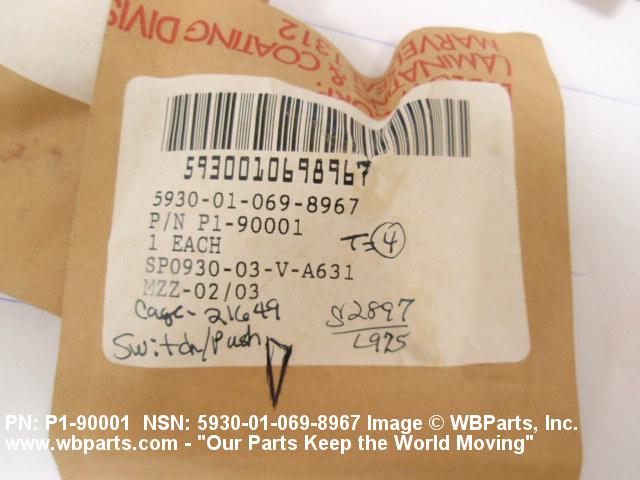 COATING DIVIS
LAMINA & 1312
MARVEL
5930010698967
5930-01-069-8967
P/N P1-90001
1 EACH
T= 4
SP0930-03-V-A631
MZZ-02/03
Cage-21649
S2897
L975
Switch/Push
PN: P1-90001 NSN: 5930-01-069-8967 Image © WBParts, Inc.
www.wbparts.com - "Our Parts Keep the World Moving"